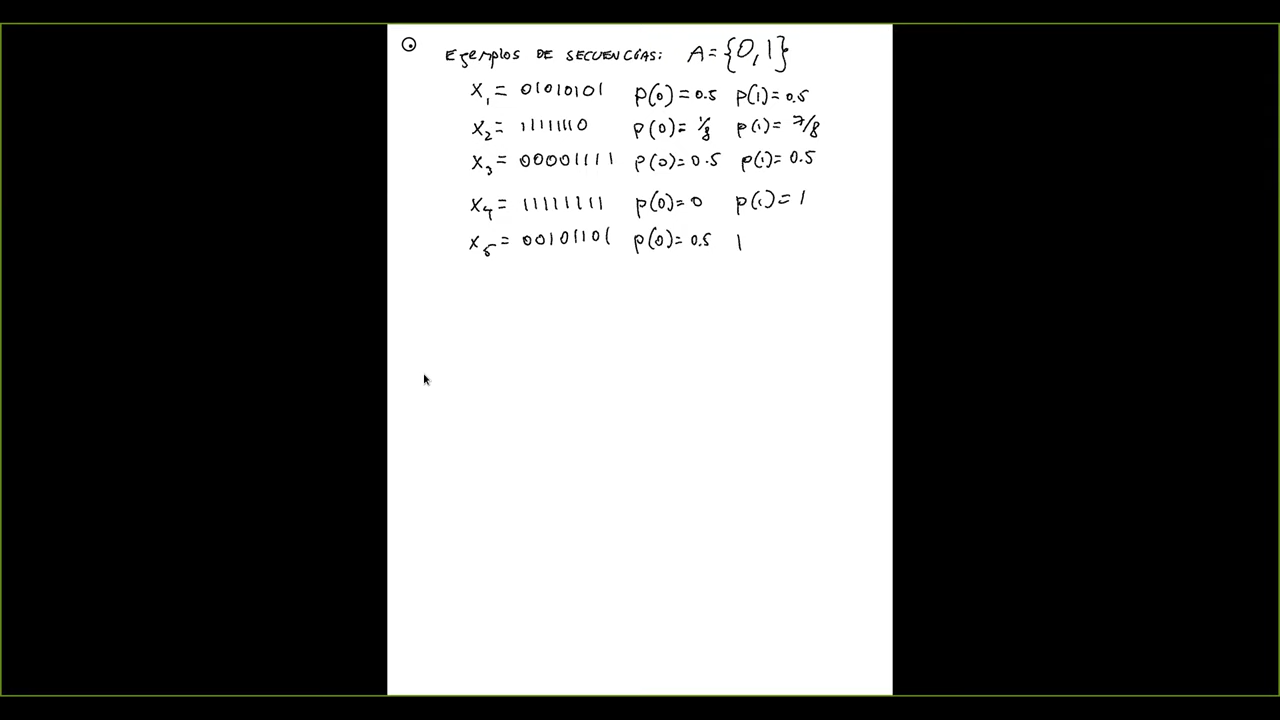 Ejemplos DE SECUENCIAS: A={0,1}
X₁= 01010101 p(0)=0.5 p(1)=0.5
X₂= 11111110 p(0)=1/8 p(1)=7/8
X₃= 00001111 p(0)=0.5 p(1)=0.5
X₄= 11111111 p(0)=0 p(1)=1
X₅= 00101101 p(0)=0.5 |